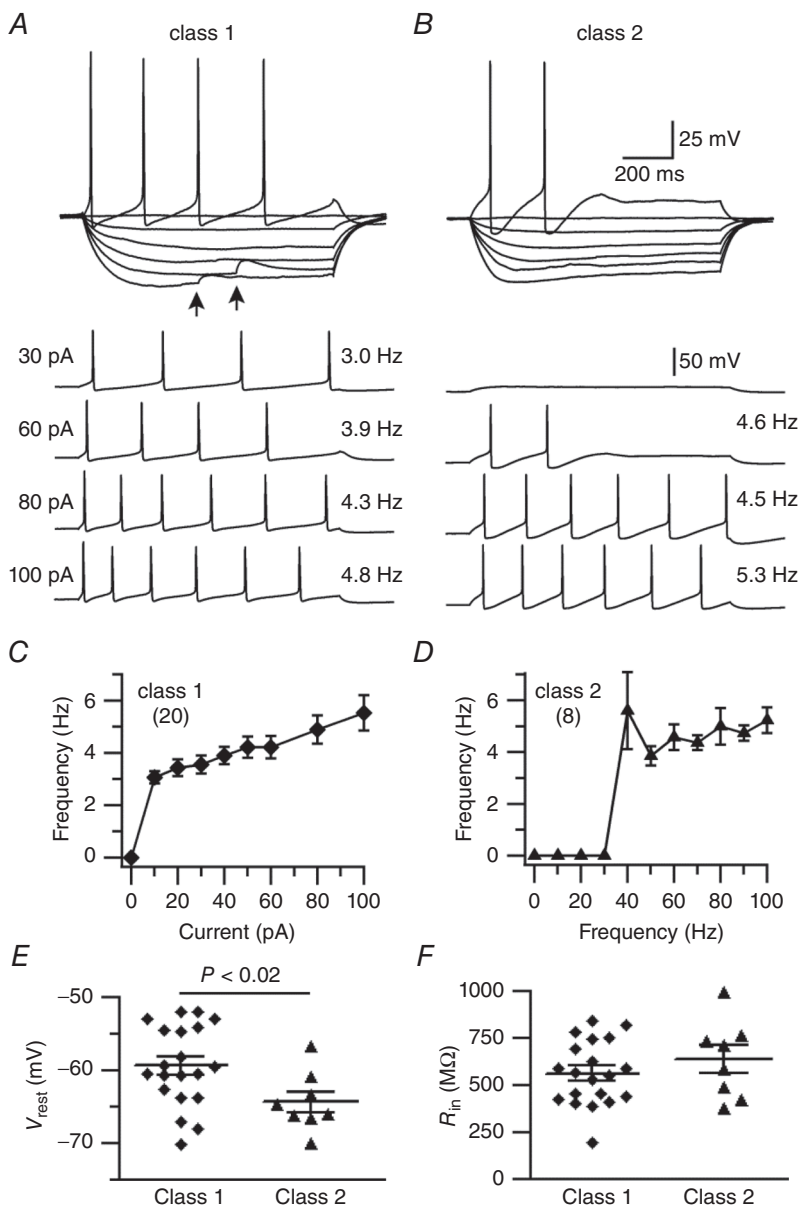 A
class 1
B
class 2
25 mV
200 ms
30 pA
3.0 Hz
50 mV
60 pA
3.9 Hz
4.6 Hz
80 pA
4.3 Hz
4.5 Hz
100 pA
4.8 Hz
5.3 Hz
C
class 1
(20)
Frequency (Hz)
6
4
2
0
0 20 40 60 80 100
Current (pA)
D
class 2
(8)
Frequency (Hz)
6
4
2
0
0 20 40 60 80 100
Frequency (Hz)
E
P < 0.02
Vrest (mV)
–50
–60
–70
Class 1 Class 2
F
Rin (MΩ)
1000
750
500
250
0
Class 1 Class 2